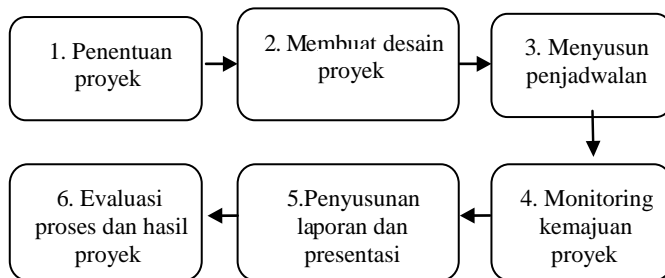 1. Penentuan
proyek
2. Membuat desain
proyek
3. Menyusun
penjadwalan
4. Monitoring
kemajuan
proyek
5.Penyusunan
laporan dan
presentasi
6. Evaluasi
proses dan hasil
proyek